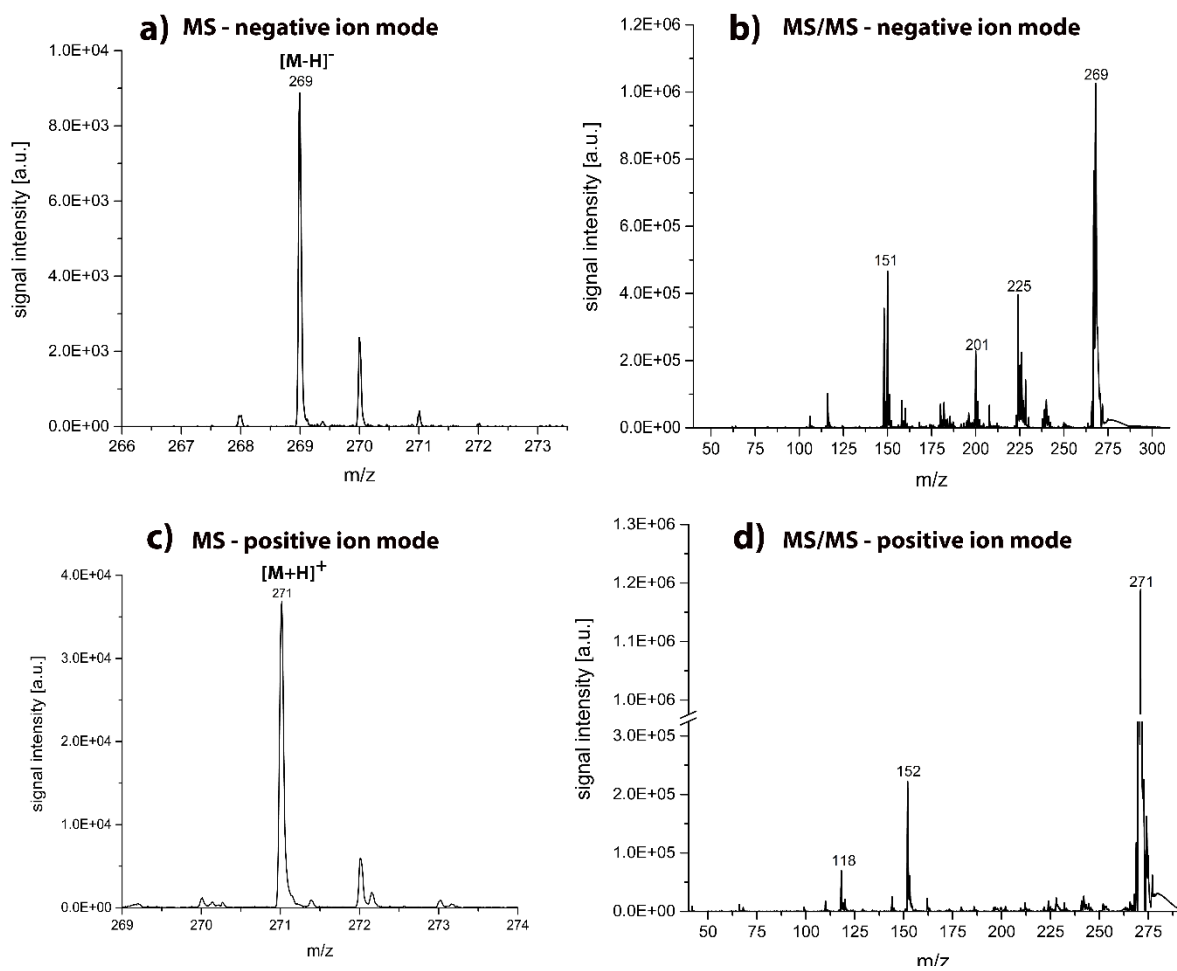 a) MS - negative ion mode
[M-H]⁻
269
signal intensity [a.u.]
1.0E+04
8.0E+03
6.0E+03
4.0E+03
2.0E+03
0.0E+00
266 267 268 269 270 271 272 273
m/z
b) MS/MS - negative ion mode
signal intensity [a.u.]
1.2E+06
1.0E+06
8.0E+05
6.0E+05
4.0E+05
2.0E+05
0.0E+00
269
151
225
201
50 75 100 125 150 175 200 225 250 275 300
m/z
c) MS - positive ion mode
[M+H]⁺
271
signal intensity [a.u.]
4.0E+04
3.0E+04
2.0E+04
1.0E+04
0.0E+00
269 270 271 272 273 274
m/z
d) MS/MS - positive ion mode
signal intensity [a.u.]
1.3E+06
1.2E+06
1.1E+06
1.0E+06
3.0E+05
2.0E+05
1.0E+05
0.0E+00
271
152
118
50 75 100 125 150 175 200 225 250 275
m/z